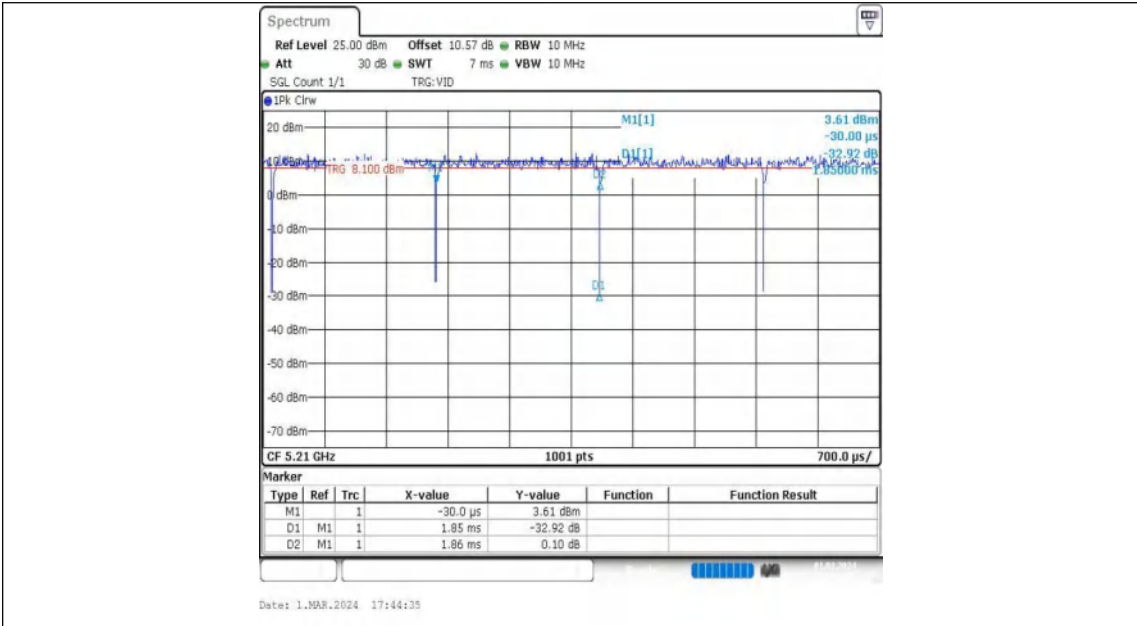 Spectrum
Ref Level 25.00 dBm Offset 10.57 dB RBW 10 MHz
Att 30 dB SWT 7 ms VBW 10 MHz
SGL Count 1/1 TRG:VID
1Pk Clrw
M1[1] 3.61 dBm
-30.00 µs
D1[1] -32.92 dB
1.85000 ms
20 dBm
10 dBm
TRG 8.100 dBm
D2
0 dBm
-10 dBm
-20 dBm
D1
-30 dBm
-40 dBm
-50 dBm
-60 dBm
-70 dBm
CF 5.21 GHz 1001 pts 700.0 µs/
Marker
Type Ref Trc X-value Y-value Function Function Result
M1 1 -30.0 µs 3.61 dBm
D1 M1 1 1.85 ms -32.92 dB
D2 M1 1 1.86 ms 0.10 dB
Date: 1.MAR.2024 17:44:35